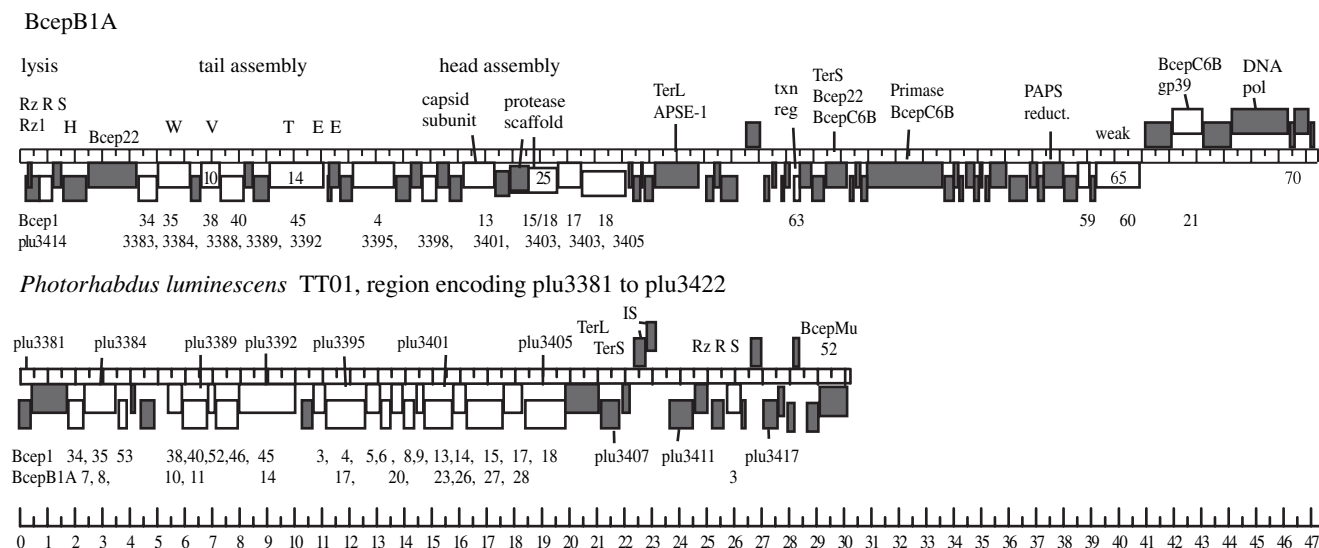 BcepB1A
lysis tail assembly head assembly
Rz R S
Rz1 H Bcep22 W V T E E
capsid subunit
protease scaffold
TerL
APSE-1
txn
reg
TerS
Bcep22
BcepC6B
Primase
BcepC6B
PAPS
reduct.
weak
BcepC6B
gp39
DNA
pol
10 14 25 65 70
Bcep1 34 35 38 40 45 4 13 15/18 17 18 63 59 60 21
plu3414 3383, 3384, 3388, 3389, 3392 3395, 3398, 3401, 3403, 3403, 3405
Photorhabdus luminescens TT01, region encoding plu3381 to plu3422
plu3381 plu3384 plu3389 plu3392 plu3395 plu3401 plu3405
TerL IS
TerS
Rz R S
BcepMu
52
plu3407 plu3411 plu3417
Bcep1 34, 35 53 38,40,52,46, 45 3, 4, 5,6 , 8,9, 13,14, 15, 17, 18
BcepB1A 7, 8, 10, 11 14 17, 20, 23,26, 27, 28 3
0 1 2 3 4 5 6 7 8 9 10 11 12 13 14 15 16 17 18 19 20 21 22 23 24 25 26 27 28 29 30 31 32 33 34 35 36 37 38 39 40 41 42 43 44 45 46 47